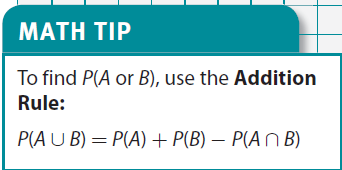 MATH TIP
To find P(A or B), use the Addition
Rule:
P(A ∪ B) = P(A) + P(B) – P(A ∩ B)